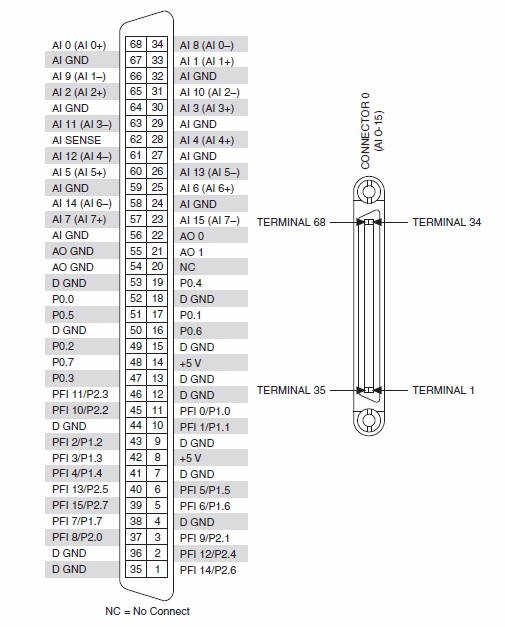 AI 0 (AI 0+) 68 34 AI 8 (AI 0–)
AI GND 67 33 AI 1 (AI 1+)
AI 9 (AI 1–) 66 32 AI GND
AI 2 (AI 2+) 65 31 AI 10 (AI 2–)
AI GND 64 30 AI 3 (AI 3+)
AI 11 (AI 3–) 63 29 AI GND
AI SENSE 62 28 AI 4 (AI 4+)
AI 12 (AI 4–) 61 27 AI GND
AI 5 (AI 5+) 60 26 AI 13 (AI 5–)
AI GND 59 25 AI 6 (AI 6+)
AI 14 (AI 6–) 58 24 AI GND
AI 7 (AI 7+) 57 23 AI 15 (AI 7–)
AI GND 56 22 AO 0
AO GND 55 21 AO 1
AO GND 54 20 NC
D GND 53 19 P0.4
P0.0 52 18 D GND
P0.5 51 17 P0.1
D GND 50 16 P0.6
P0.2 49 15 D GND
P0.7 48 14 +5 V
P0.3 47 13 D GND
PFI 11/P2.3 46 12 D GND
PFI 10/P2.2 45 11 PFI 0/P1.0
D GND 44 10 PFI 1/P1.1
PFI 2/P1.2 43 9 D GND
PFI 3/P1.3 42 8 +5 V
PFI 4/P1.4 41 7 D GND
PFI 13/P2.5 40 6 PFI 5/P1.5
PFI 15/P2.7 39 5 PFI 6/P1.6
PFI 7/P1.7 38 4 D GND
PFI 8/P2.0 37 3 PFI 9/P2.1
D GND 36 2 PFI 12/P2.4
D GND 35 1 PFI 14/P2.6
NC = No Connect
CONNECTOR 0
(AI 0-15)
TERMINAL 68
TERMINAL 34
TERMINAL 35
TERMINAL 1